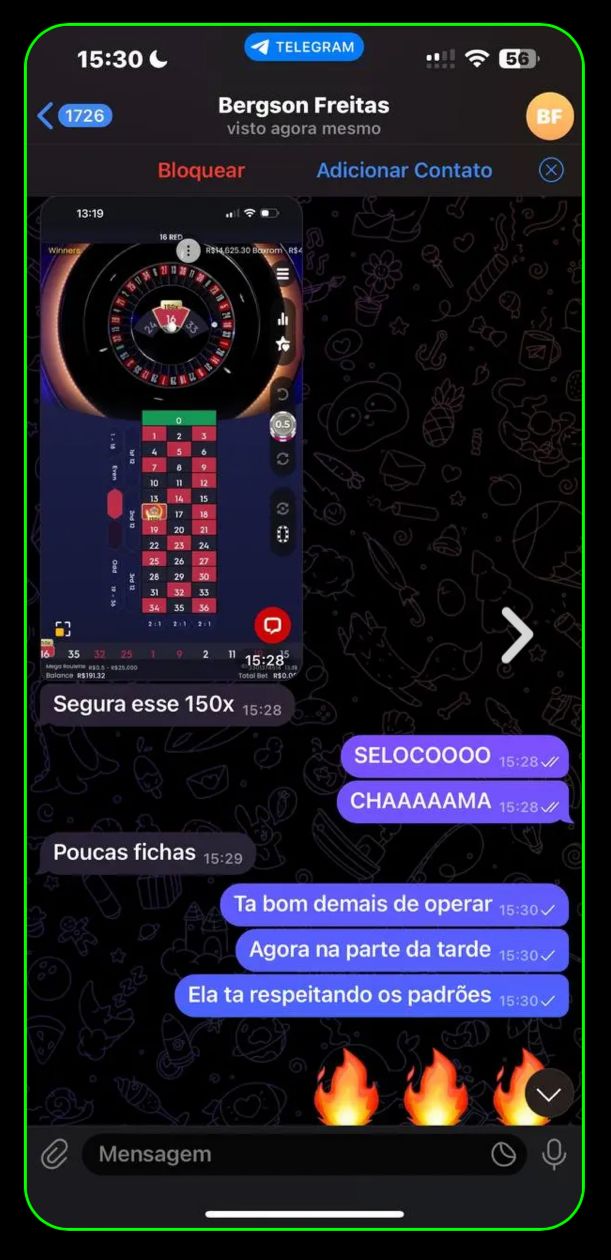 15:30
TELEGRAM
56
1726
Bergson Freitas
visto agora mesmo
BF
Bloquear
Adicionar Contato
13:19
16 RED
Winners
R$14,625.30 Baxrom R$4
150x
16
24
33
0.5
0
1 2 3
4 5 6
7 8 9
10 11 12
13 14 15
17 18
19 20 21
22 23 24
25 26 27
28 29 30
31 32 33
34 35 36
1 - 18
Even
Odd
19 - 36
1st 12
2nd 12
3rd 12
2 : 1 2 : 1 2 : 1
16 35 32 25 1 9 2 11 19
15:28
Mega Roulette R$0.5 - R$25,000
Balance R$191.32
Total Bet R$0.00
Segura esse 150x 15:28
SELOCOOOO 15:28
CHAAAAAMA 15:28
Poucas fichas 15:29
Ta bom demais de operar 15:30
Agora na parte da tarde 15:30
Ela ta respeitando os padrões 15:30
Mensagem